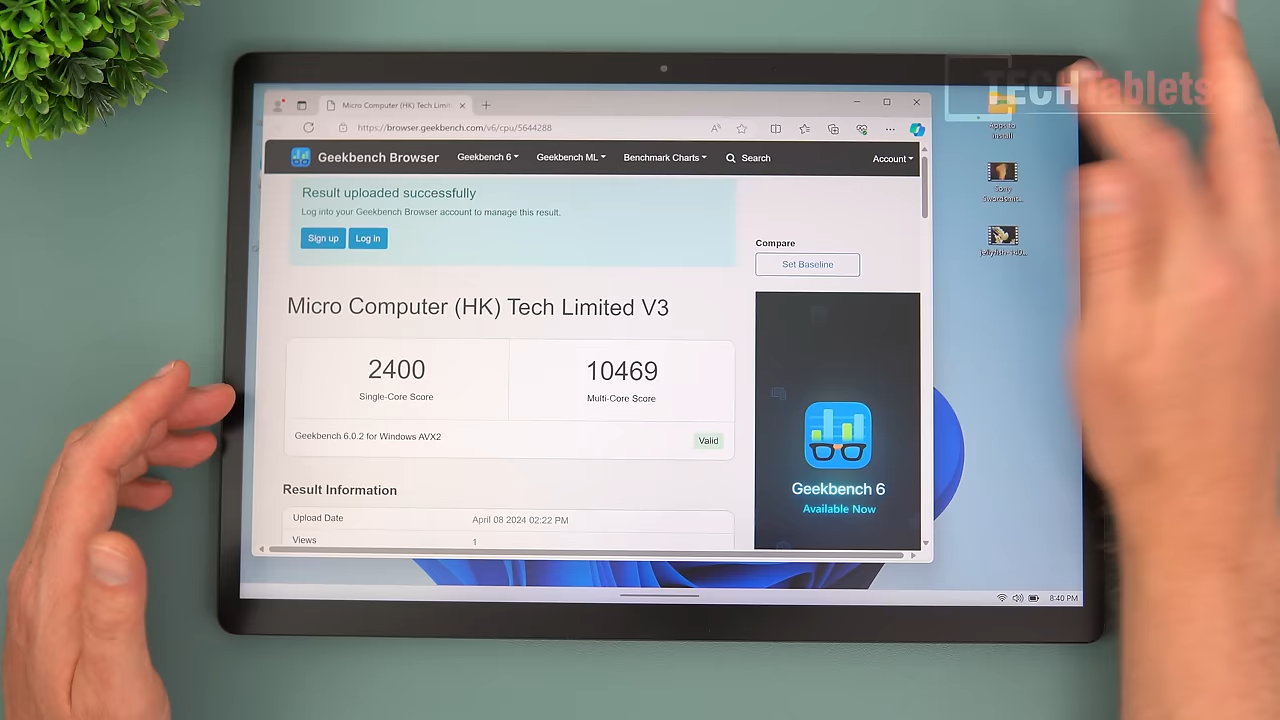 TECHTablets
Micro Computer (HK) Tech Limi
https://browser.geekbench.com/v6/cpu/5644288
Geekbench Browser
Geekbench 6
Geekbench ML
Benchmark Charts
Search
Account
Result uploaded successfully
Log into your Geekbench Browser account to manage this result.
Sign up
Log in
Compare
Set Baseline
Micro Computer (HK) Tech Limited V3
2400
Single-Core Score
10469
Multi-Core Score
Geekbench 6.0.2 for Windows AVX2
Valid
Result Information
Upload Date
April 08 2024 02:22 PM
Views
1
Geekbench 6
Available Now
Apps to
install
Sony
8:40 PM